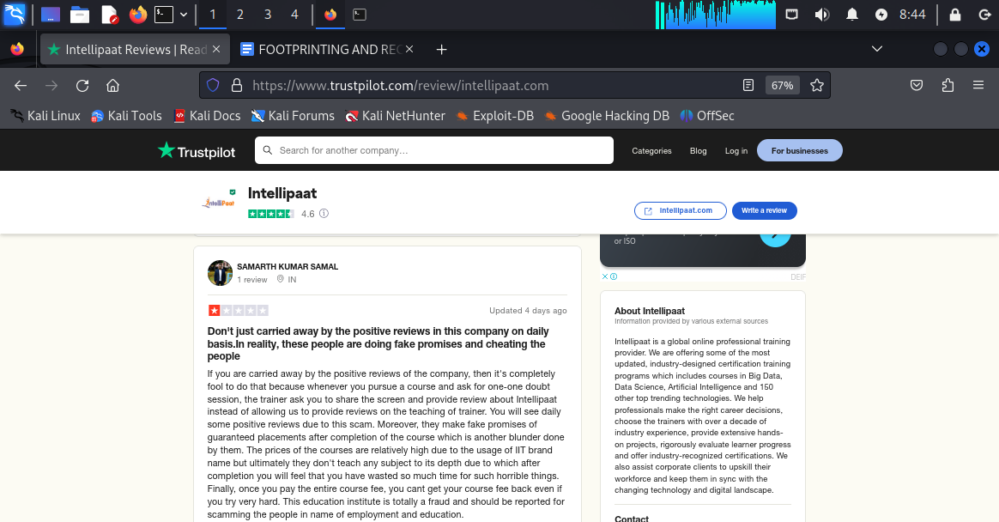 1 2 3 4 8:44
Intellipaat Reviews | Read FOOTPRINTING AND REC
https://www.trustpilot.com/review/intellipaat.com 67%
Kali Linux Kali Tools Kali Docs Kali Forums Kali NetHunter Exploit-DB Google Hacking DB OffSec
Trustpilot Search for another company... Categories Blog Log in For businesses
IntelliPaat
Intellipaat
4.6
intellipaat.com Write a review
or ISO
DEIF
SAMARTH KUMAR SAMAL
1 review IN
Updated 4 days ago
Don't just carried away by the positive reviews in this company on daily
basis.In reality, these people are doing fake promises and cheating the
people
If you are carried away by the positive reviews of the company, then it's completely
fool to do that because whenever you pursue a course and ask for one-one doubt
session, the trainer ask you to share the screen and provide review about Intellipaat
instead of allowing us to provide reviews on the teaching of trainer. You will see daily
some positive reviews due to this scam. Moreover, they make fake promises of
guaranteed placements after completion of the course which is another blunder done
by them. The prices of the courses are relatively high due to the usage of IIT brand
name but ultimately they don't teach any subject to its depth due to which after
completion you will feel that you have wasted so much time for such horrible things.
Finally, once you pay the entire course fee, you cant get your course fee back even if
you try very hard. This education institute is totally a fraud and should be reported for
scamming the people in name of employment and education.
About Intellipaat
Information provided by various external sources
Intellipaat is a global online professional training
provider. We are offering some of the most
updated, industry-designed certification training
programs which includes courses in Big Data,
Data Science, Artificial Intelligence and 150
other top trending technologies. We help
professionals make the right career decisions,
choose the trainers with over a decade of
industry experience, provide extensive hands-
on projects, rigorously evaluate learner progress
and offer industry-recognized certifications. We
also assist corporate clients to upskill their
workforce and keep them in sync with the
changing technology and digital landscape.
Contact